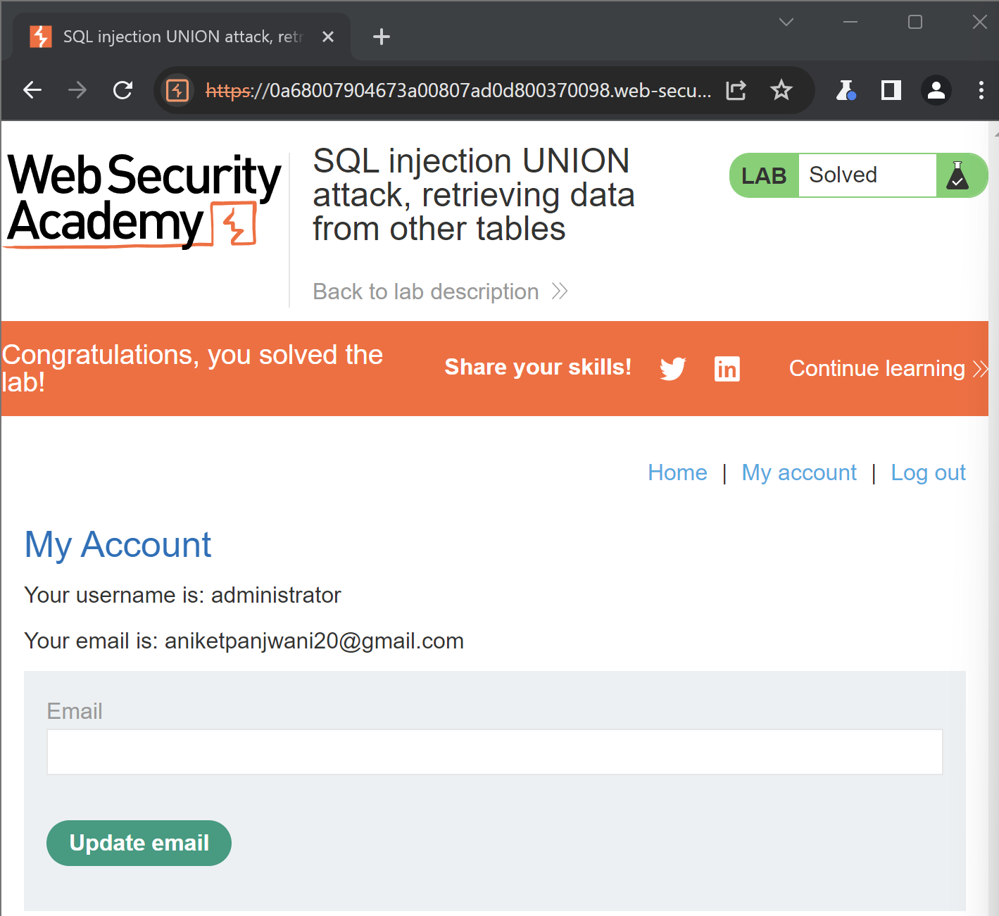 SQL injection UNION attack, retr
https://0a68007904673a00807ad0d800370098.web-secu...
Web Security
Academy
SQL injection UNION
attack, retrieving data
from other tables
Back to lab description
LAB Solved
Congratulations, you solved the
lab!
Share your skills!
Continue learning
Home | My account | Log out
My Account
Your username is: administrator
Your email is: aniketpanjwani20@gmail.com
Email
Update email